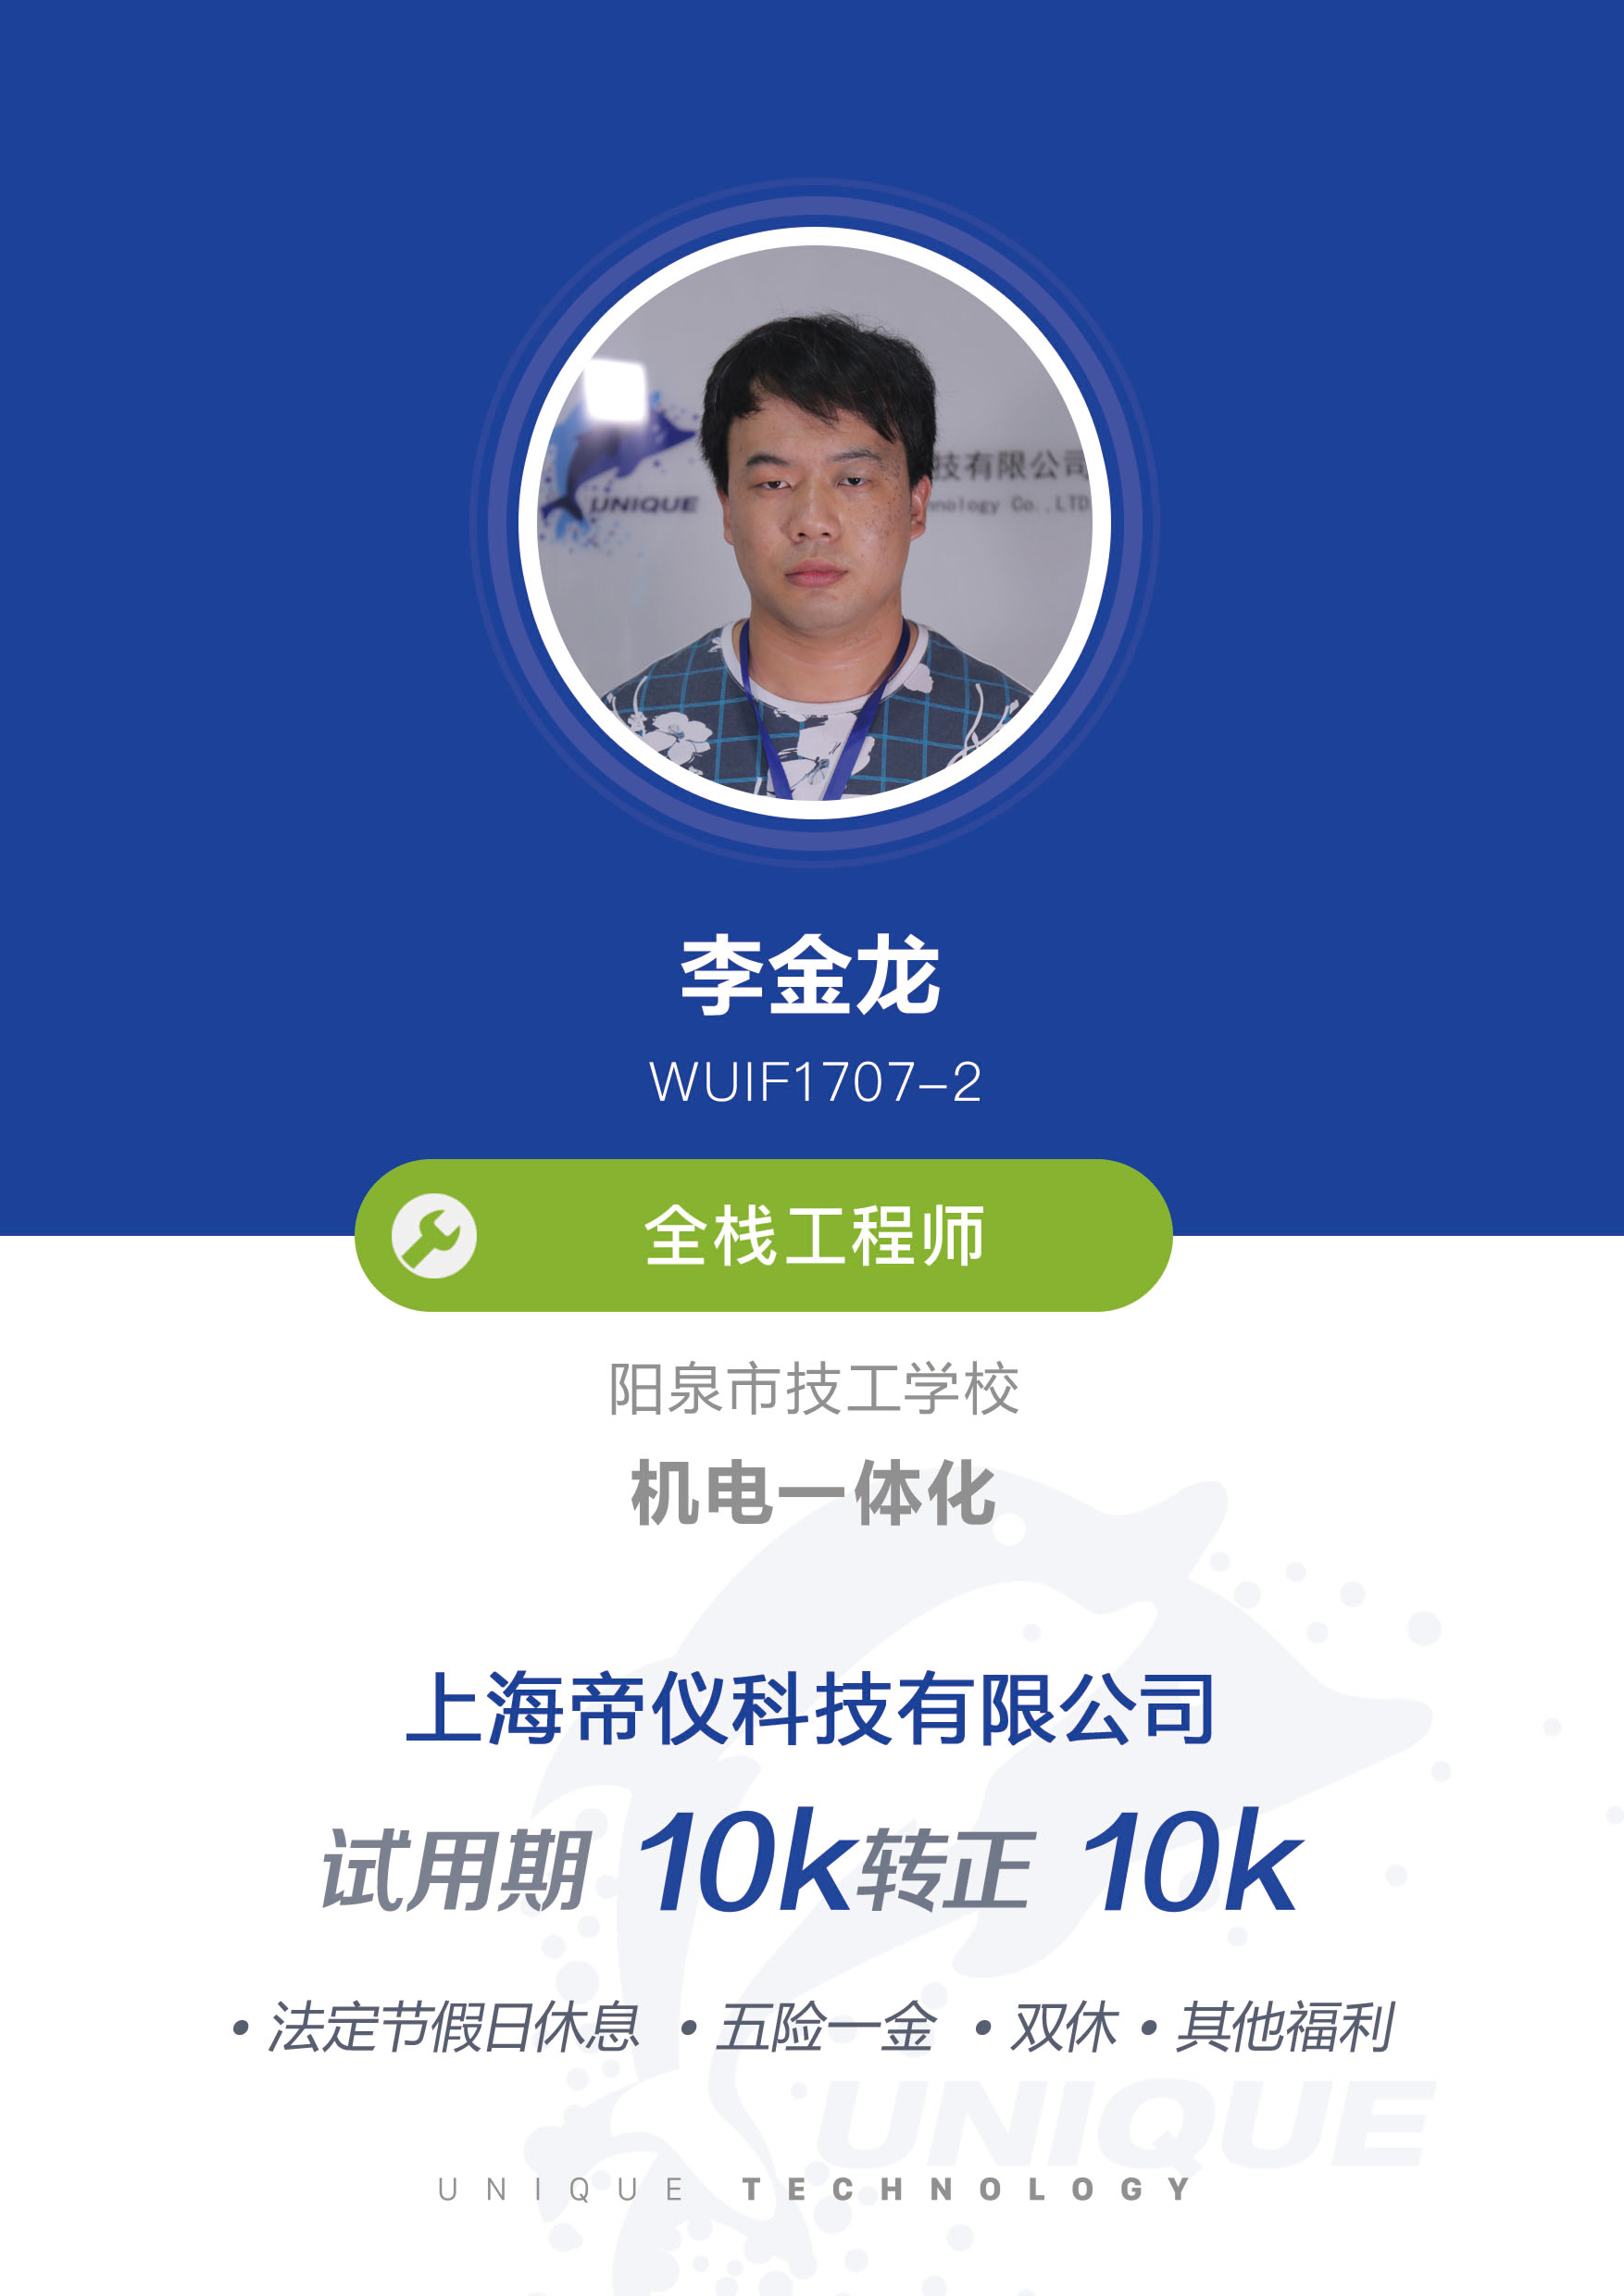 UNIQUE
技有限公司
nology Co.,LTD
李金龙
WUIF1707-2
全栈工程师
阳泉市技工学校
机电一体化
上海帝仪科技有限公司
试用期 10k转正 10k
• 法定节假日休息 • 五险一金 • 双休 • 其他福利
UNIQUE
UNIQUE TECHNOLOGY